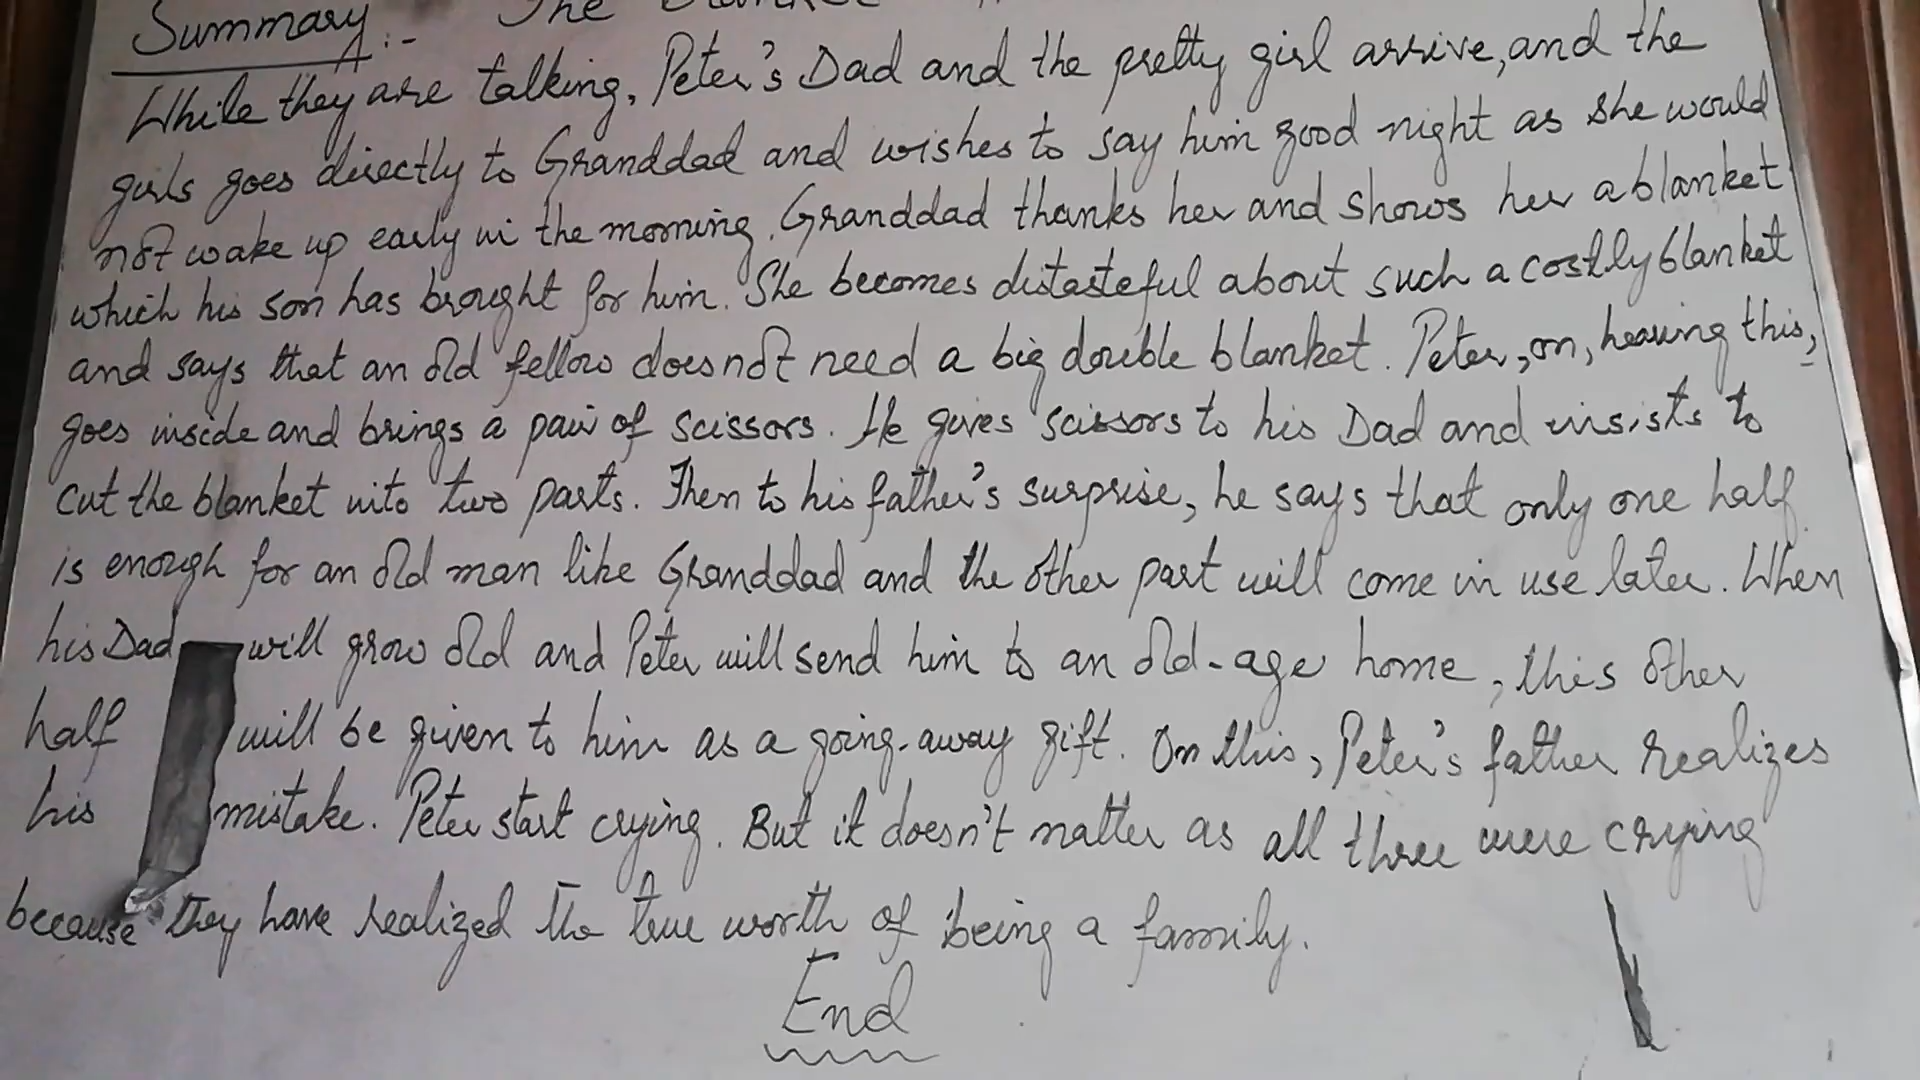 Summary :- The Blanket
While they are talking, Peter's Dad and the pretty girl arrive, and the
girls goes directly to Granddad and wishes to say him good night as she would
not wake up early in the morning. Granddad thanks her and shows her a blanket
which his son has brought for him. She becomes distasteful about such a costly blanket
and says that an old fellow does not need a big double blanket. Peter, on, hearing this,
goes inside and brings a pair of scissors. He gives scissors to his Dad and insists to
cut the blanket into two parts. Then to his father's surprise, he says that only one half
is enough for an old man like Granddad and the other part will come in use later. When
his Dad will grow old and Peter will send him to an old-age home, this other
half will be given to him as a going-away gift. On this, Peter's father realizes
his mistake. Peter start crying. But it doesn't matter as all three were crying
because they have realized the true worth of being a family.
End